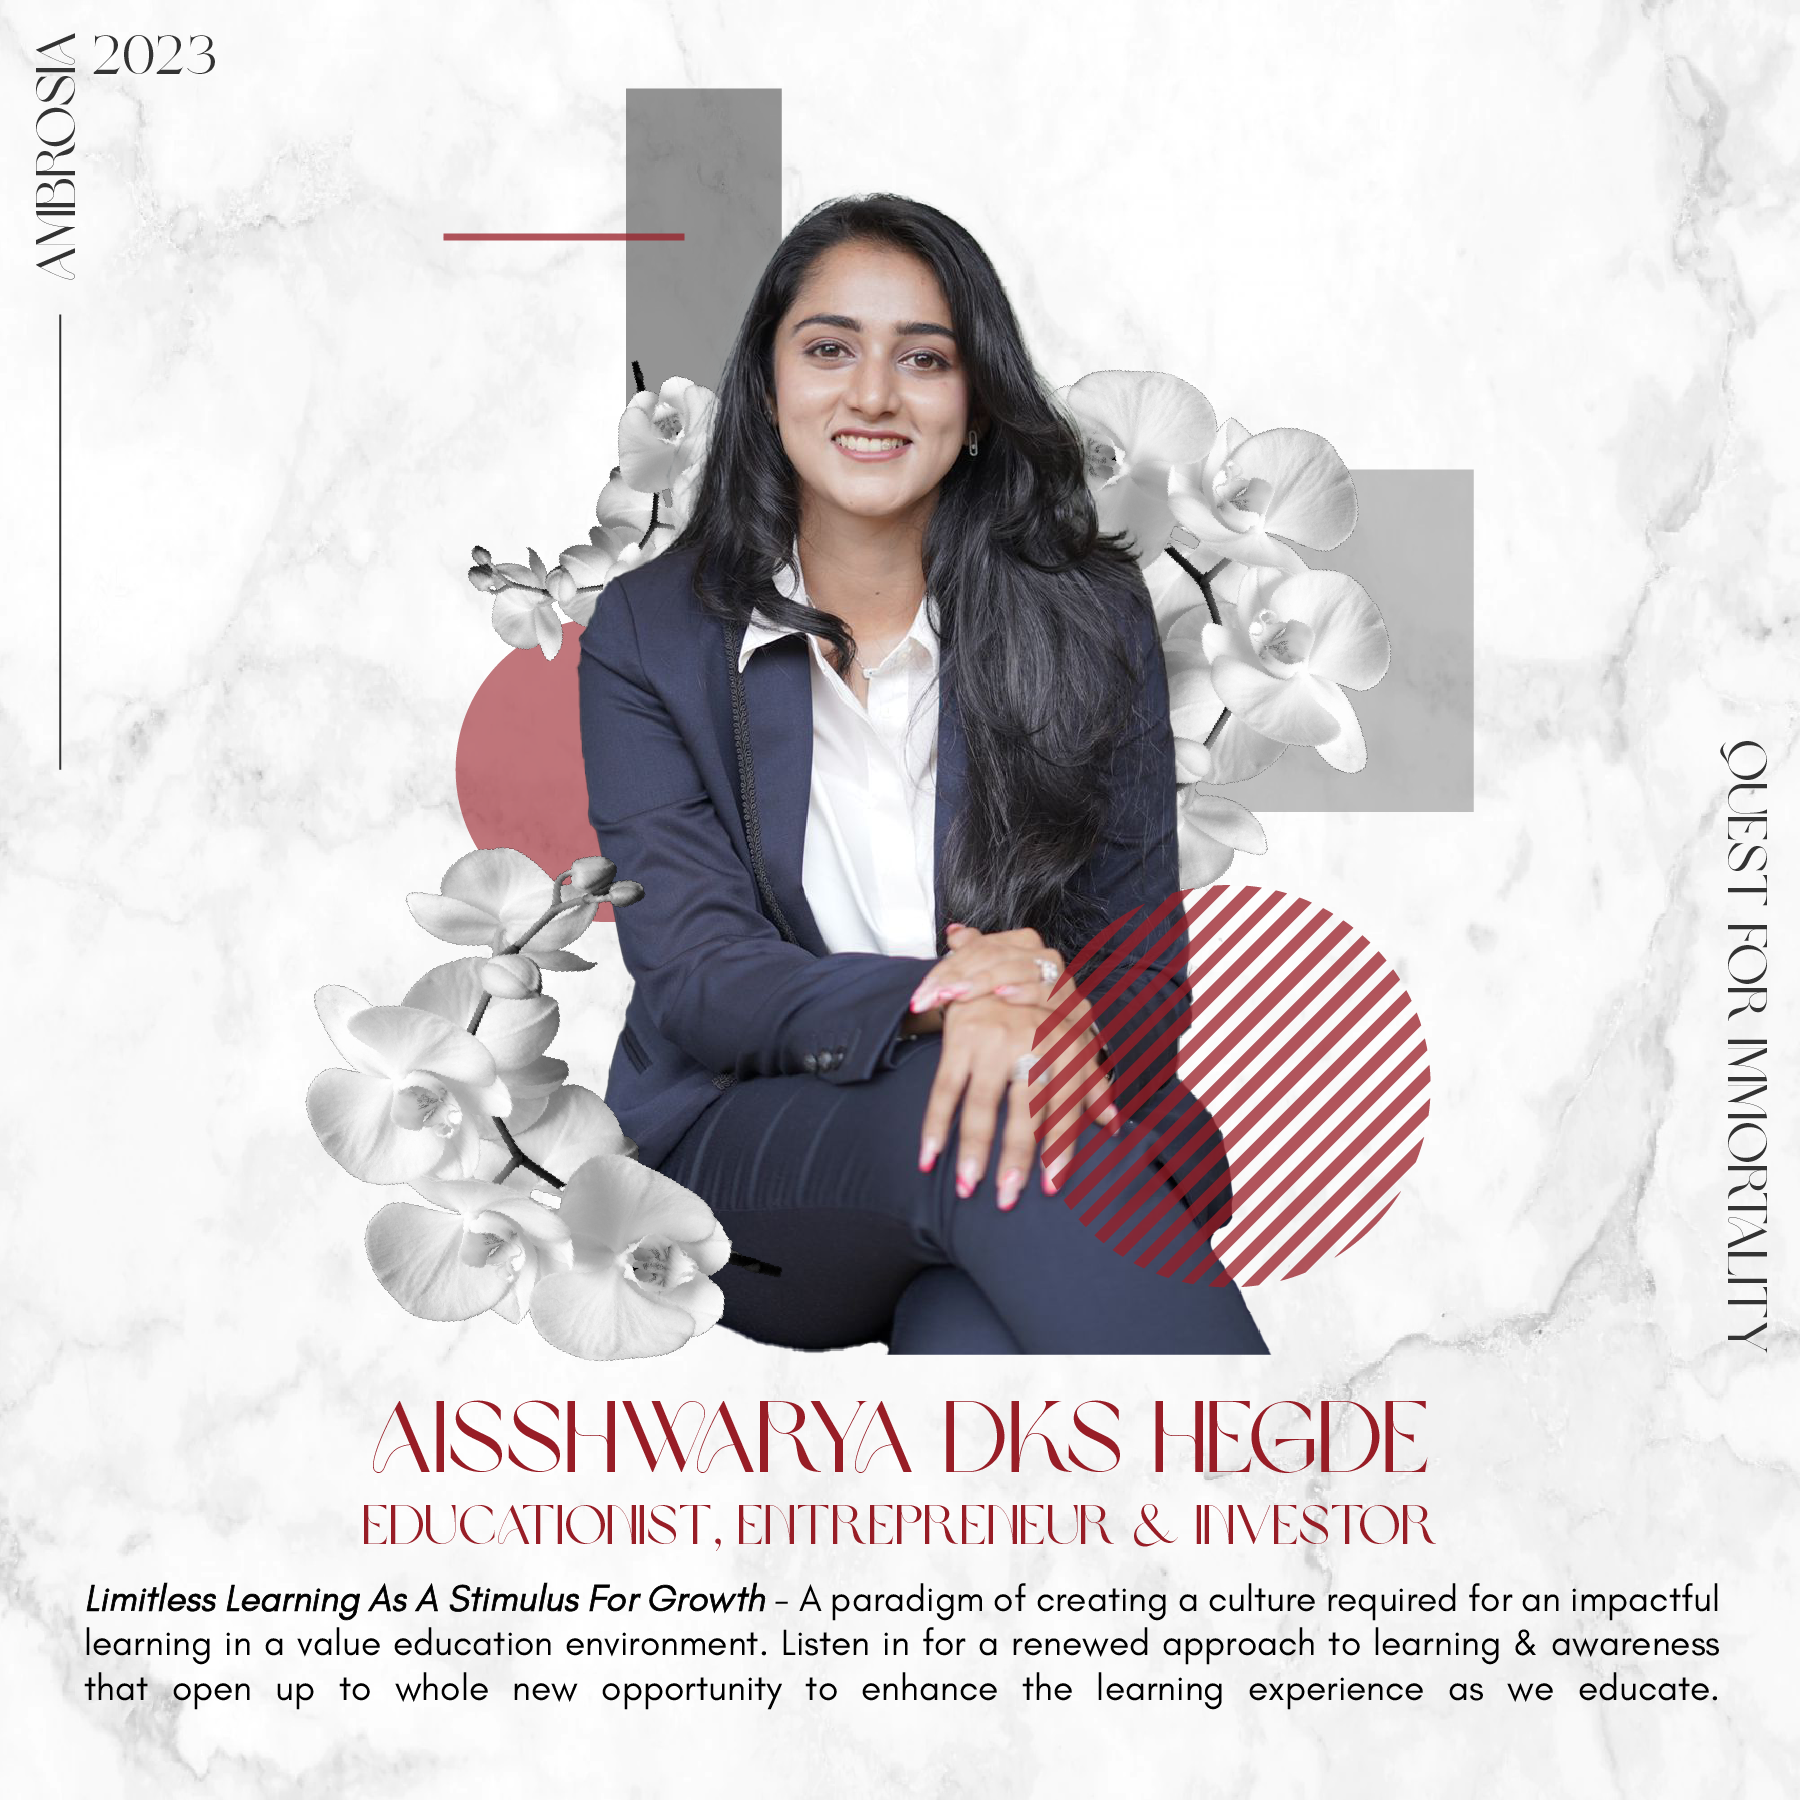 AMBROSIA 2023
QUEST FOR IMMORTALITY
AISSHWARYA DKS HEGDE
EDUCATIONIST, ENTREPRENEUR & INVESTOR
Limitless Learning As A Stimulus For Growth - A paradigm of creating a culture required for an impactful
learning in a value education environment. Listen in for a renewed approach to learning & awareness
that open up to whole new opportunity to enhance the learning experience as we educate.